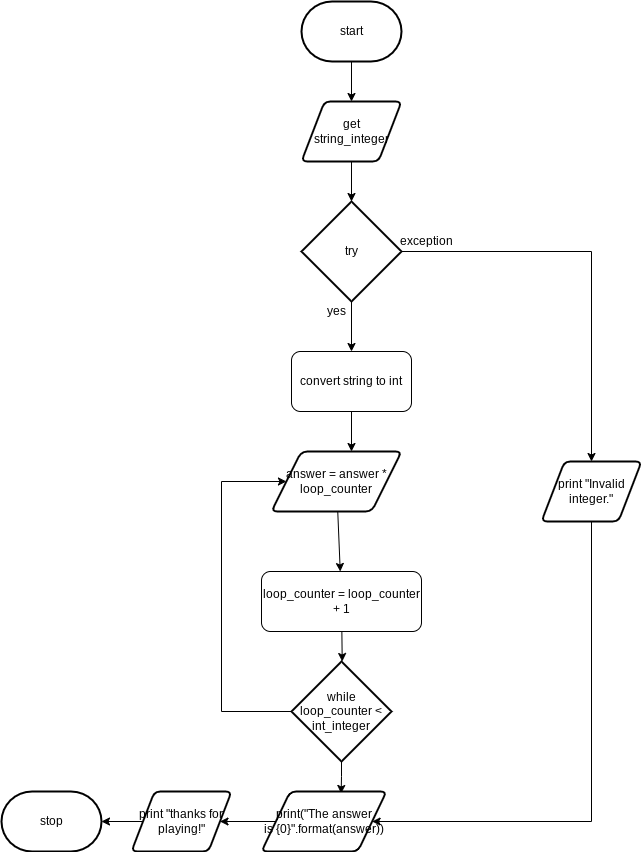 start
get
string_integer
try
exception
yes
convert string to int
answer = answer *
loop_counter
print "Invalid
integer."
loop_counter = loop_counter
+ 1
while
loop_counter <
int_integer
stop
print "thanks for
playing!"
print("The answer
is {0}".format(answer))